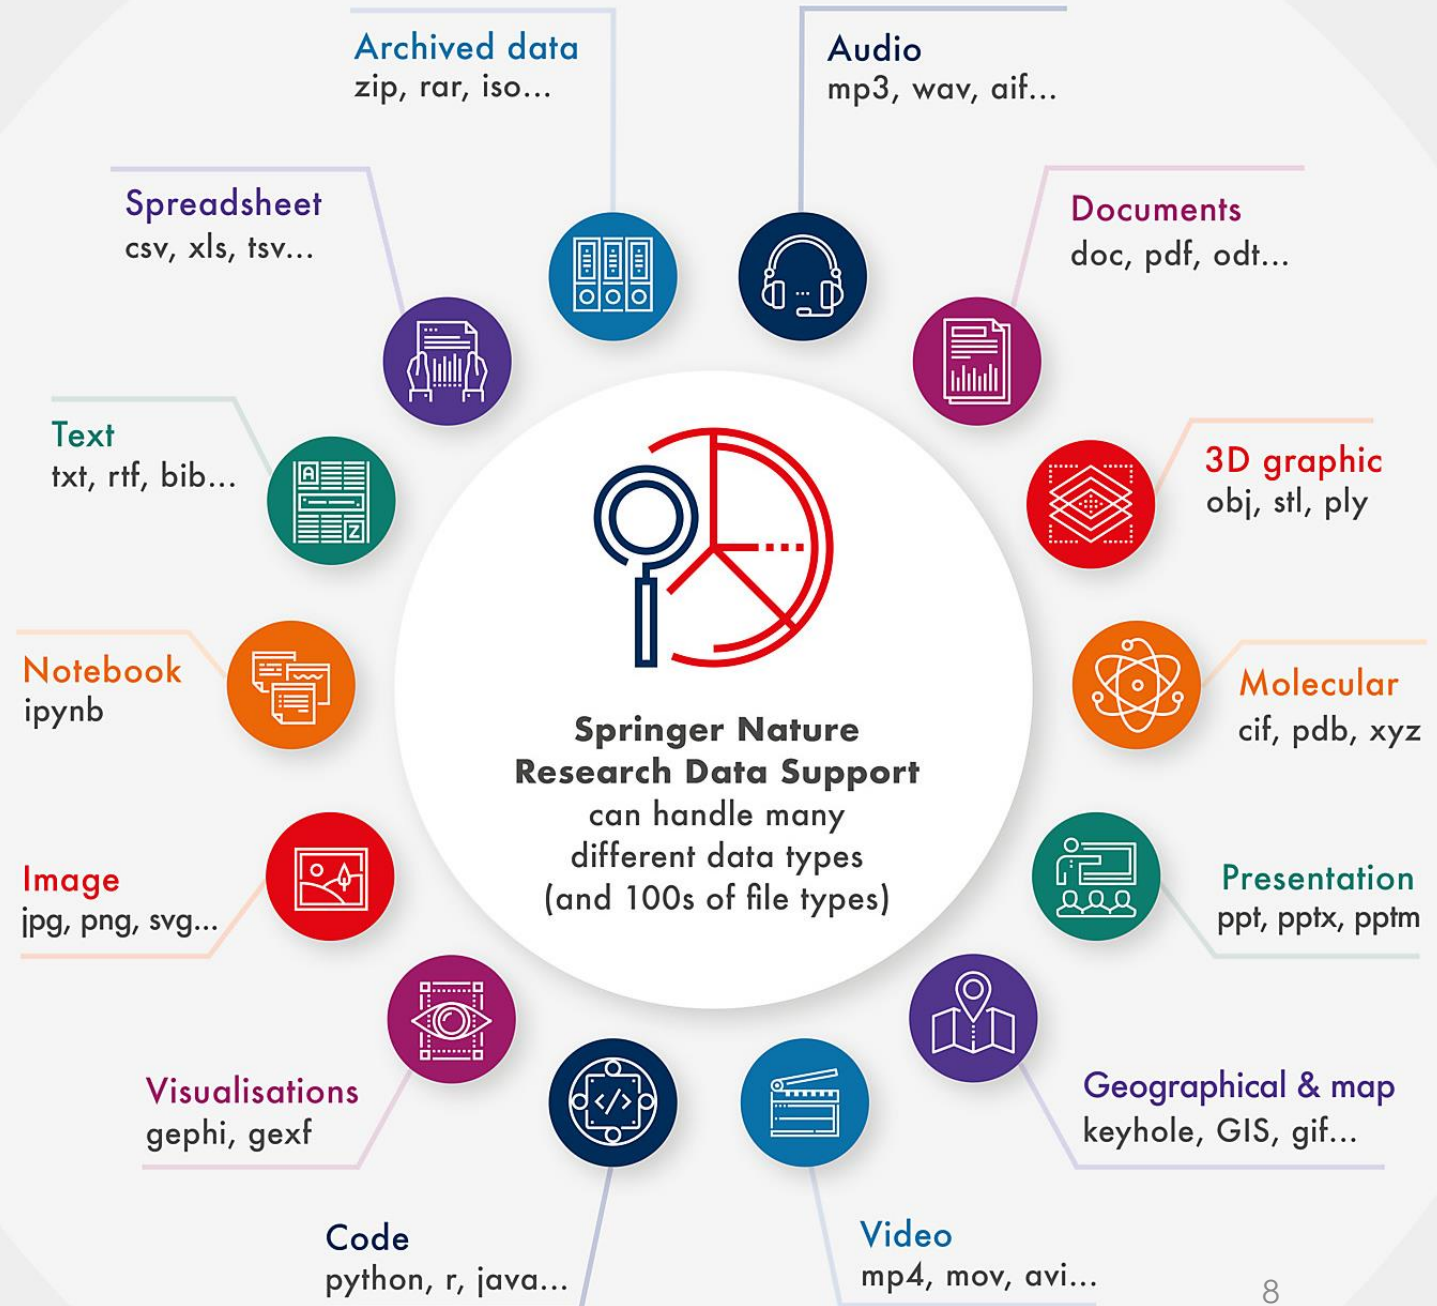 Archived data
zip, rar, iso...
Audio
mp3, wav, aif...
Spreadsheet
csv, xls, tsv...
Documents
doc, pdf, odt...
Text
txt, rtf, bib...
3D graphic
obj, stl, ply
Notebook
ipynb
Molecular
cif, pdb, xyz
Springer Nature
Research Data Support
can handle many
different data types
(and 100s of file types)
Image
jpg, png, svg...
Presentation
ppt, pptx, pptm
Visualisations
gephi, gexf
Geographical & map
keyhole, GIS, gif...
Code
python, r, java...
Video
mp4, mov, avi...
A
Z
</>
8